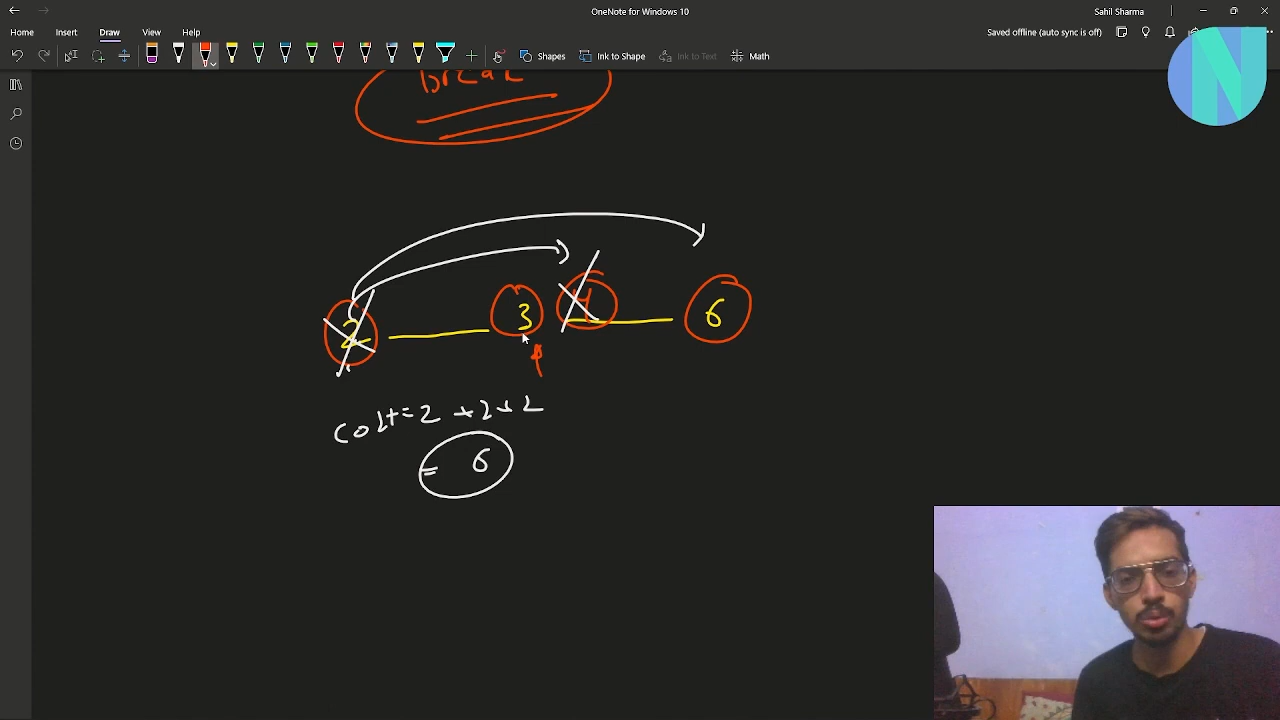 OneNote for Windows 10
Sahil Sharma
Home Insert Draw View Help
Saved offline (auto sync is off)
Shapes Ink to Shape Ink to Text Math
break
2 3 4 6
cost = 2 + 2 + 2
= 6